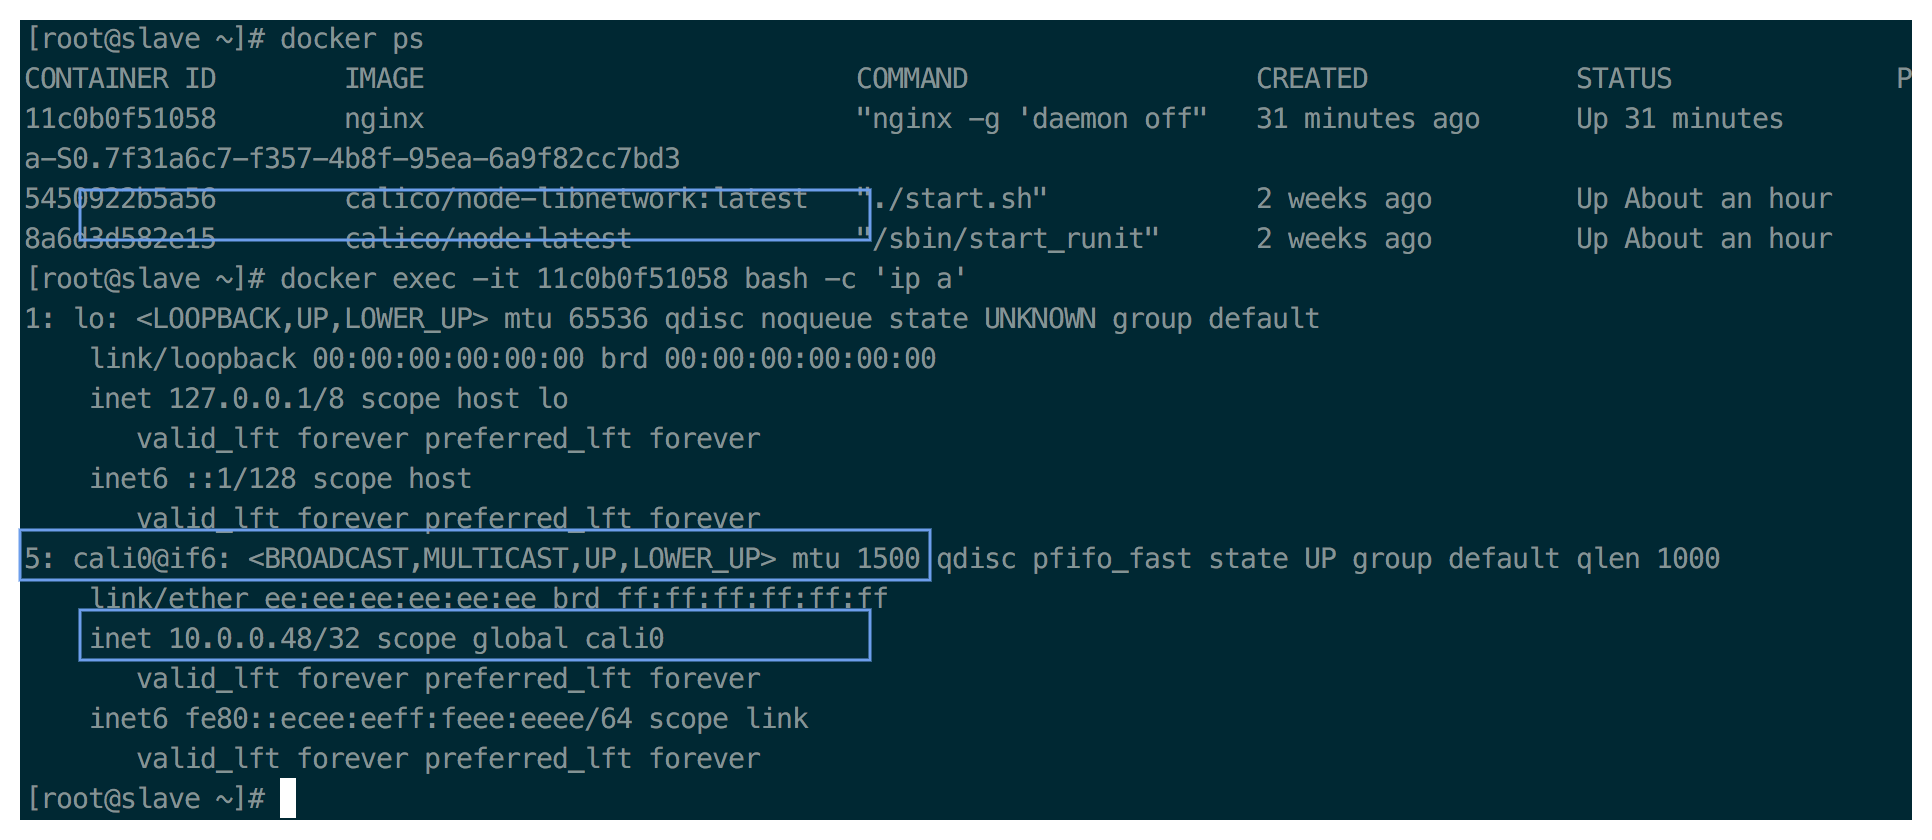 [root@slave ~]# docker ps
CONTAINER ID        IMAGE                           COMMAND                  CREATED             STATUS              P
11c0b0f51058        nginx                           "nginx -g 'daemon off"   31 minutes ago      Up 31 minutes
a-S0.7f31a6c7-f357-4b8f-95ea-6a9f82cc7bd3
5450922b5a56        calico/node-libnetwork:latest   "./start.sh"             2 weeks ago         Up About an hour
8a6d3d582e15        calico/node:latest              "/sbin/start_runit"      2 weeks ago         Up About an hour
[root@slave ~]# docker exec -it 11c0b0f51058 bash -c 'ip a'
1: lo: <LOOPBACK,UP,LOWER_UP> mtu 65536 qdisc noqueue state UNKNOWN group default
    link/loopback 00:00:00:00:00:00 brd 00:00:00:00:00:00
    inet 127.0.0.1/8 scope host lo
       valid_lft forever preferred_lft forever
    inet6 ::1/128 scope host
       valid_lft forever preferred_lft forever
5: cali0@if6: <BROADCAST,MULTICAST,UP,LOWER_UP> mtu 1500 qdisc pfifo_fast state UP group default qlen 1000
    link/ether ee:ee:ee:ee:ee:ee brd ff:ff:ff:ff:ff:ff
    inet 10.0.0.48/32 scope global cali0
       valid_lft forever preferred_lft forever
    inet6 fe80::ecee:eeff:feee:eeee/64 scope link
       valid_lft forever preferred_lft forever
[root@slave ~]#